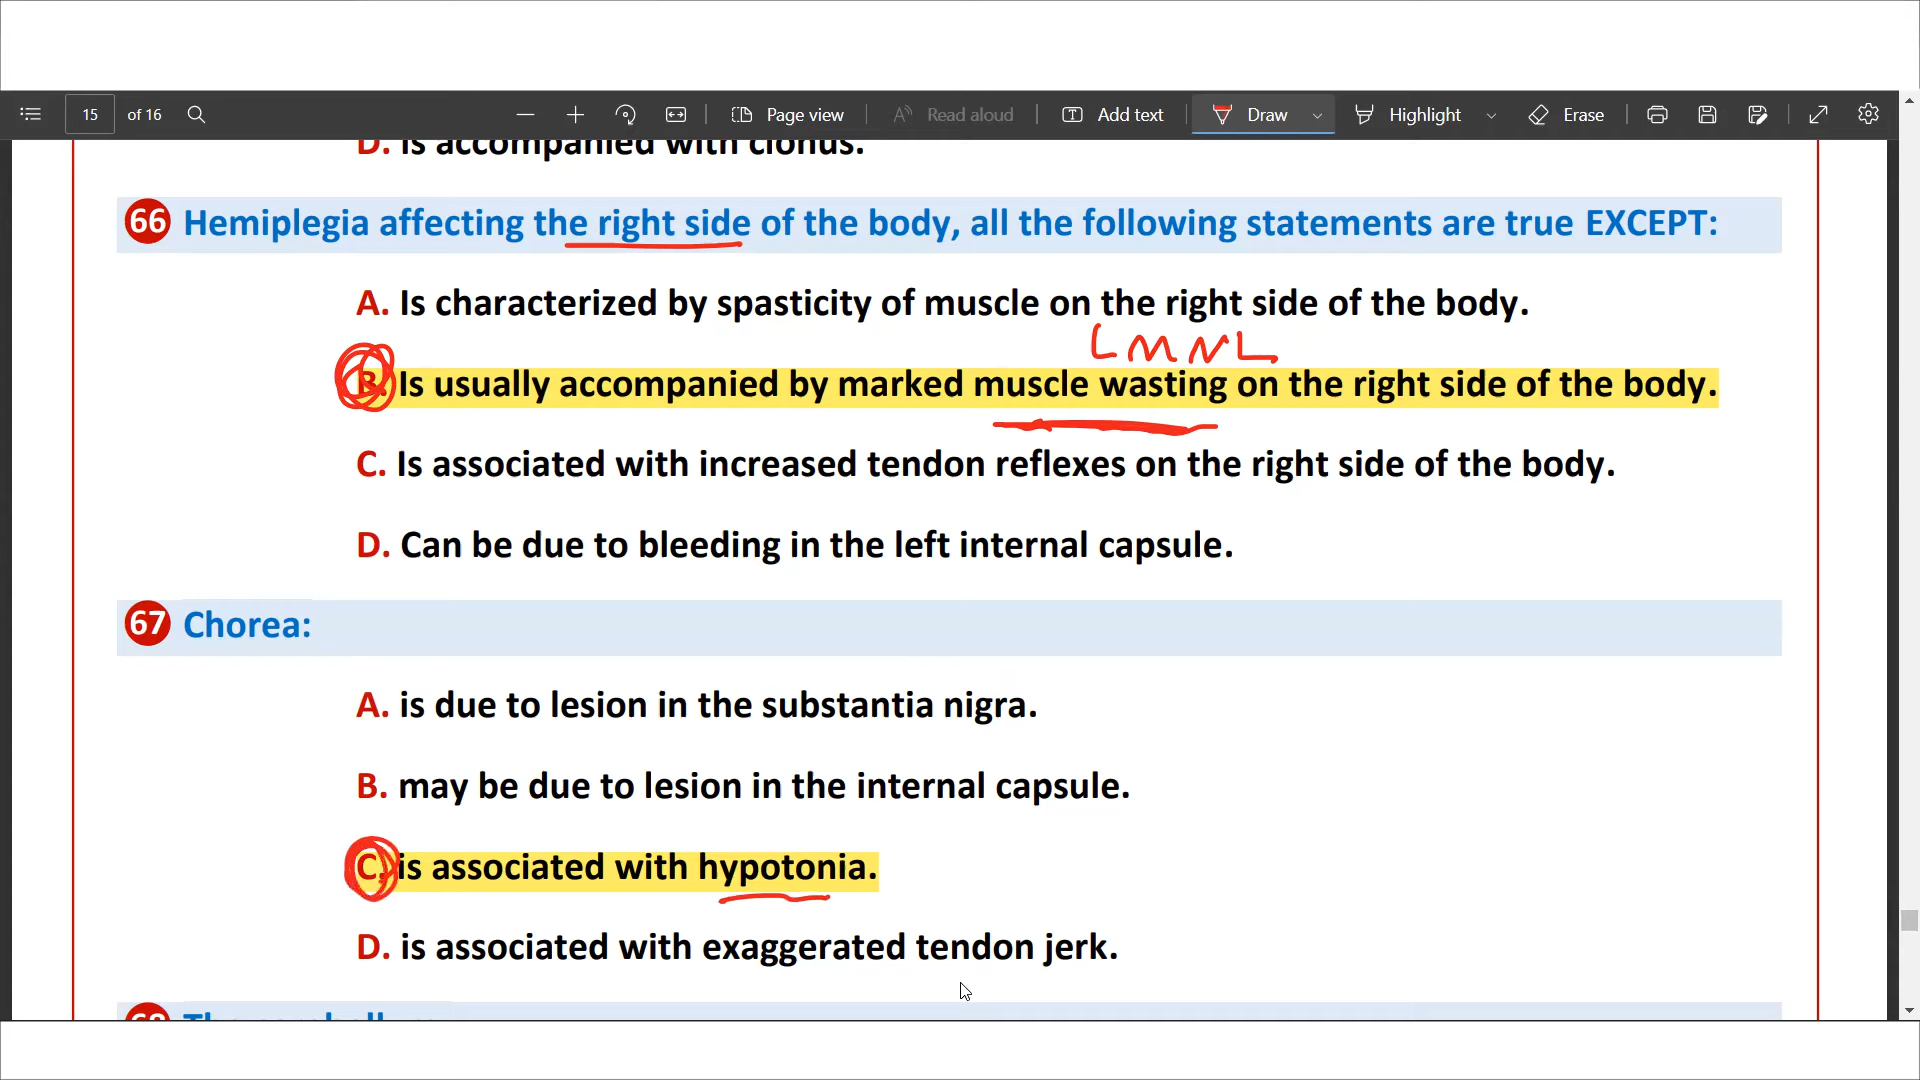 15 of 16 Page view Read aloud Add text Draw Highlight Erase
D. is accompanied with clonus.
66 Hemiplegia affecting the right side of the body, all the following statements are true EXCEPT:
A. Is characterized by spasticity of muscle on the right side of the body.
LMNL
B. Is usually accompanied by marked muscle wasting on the right side of the body.
C. Is associated with increased tendon reflexes on the right side of the body.
D. Can be due to bleeding in the left internal capsule.
67 Chorea:
A. is due to lesion in the substantia nigra.
B. may be due to lesion in the internal capsule.
C. is associated with hypotonia.
D. is associated with exaggerated tendon jerk.